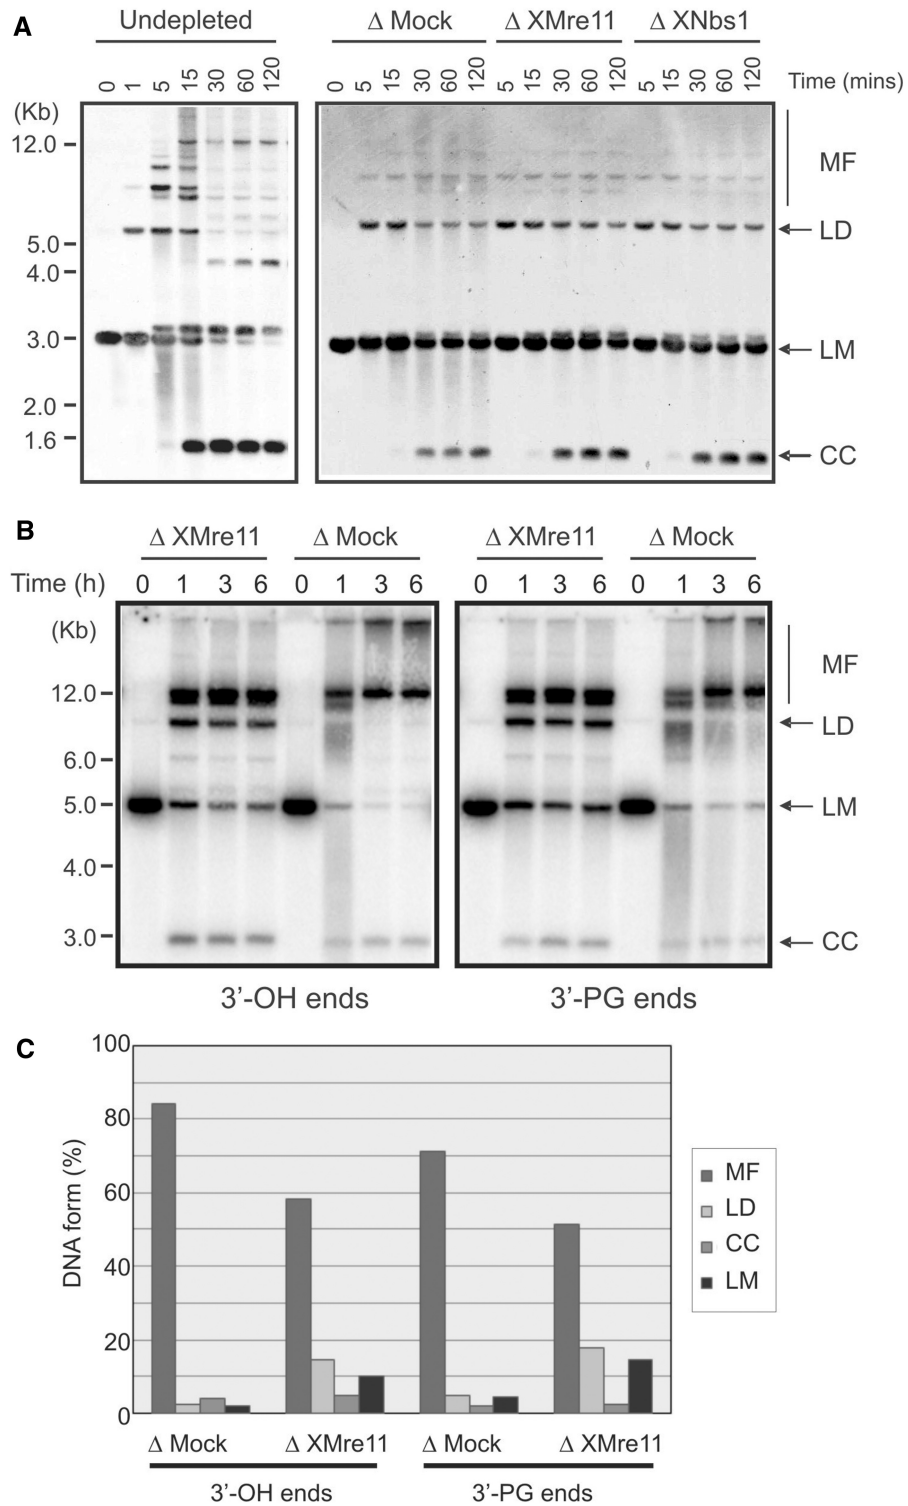 A
Undepleted Δ Mock Δ XMre11 Δ XNbs1
0 1 5 15 30 60 120 0 5 15 30 60 120 5 15 30 60 120 5 15 30 60 120 Time (mins)
(Kb)
12.0 MF
5.0 LD
4.0
3.0 LM
2.0
1.6 CC
B
Δ XMre11 Δ Mock Δ XMre11 Δ Mock
Time (h) 0 1 3 6 0 1 3 6 0 1 3 6 0 1 3 6
(Kb)
MF
12.0
LD
6.0
5.0 LM
4.0
3.0 CC
3’-OH ends 3’-PG ends
C
100
80
60
40
20
0
DNA form (%)
MF
LD
CC
LM
Δ Mock Δ XMre11 Δ Mock Δ XMre11
3’-OH ends 3’-PG ends